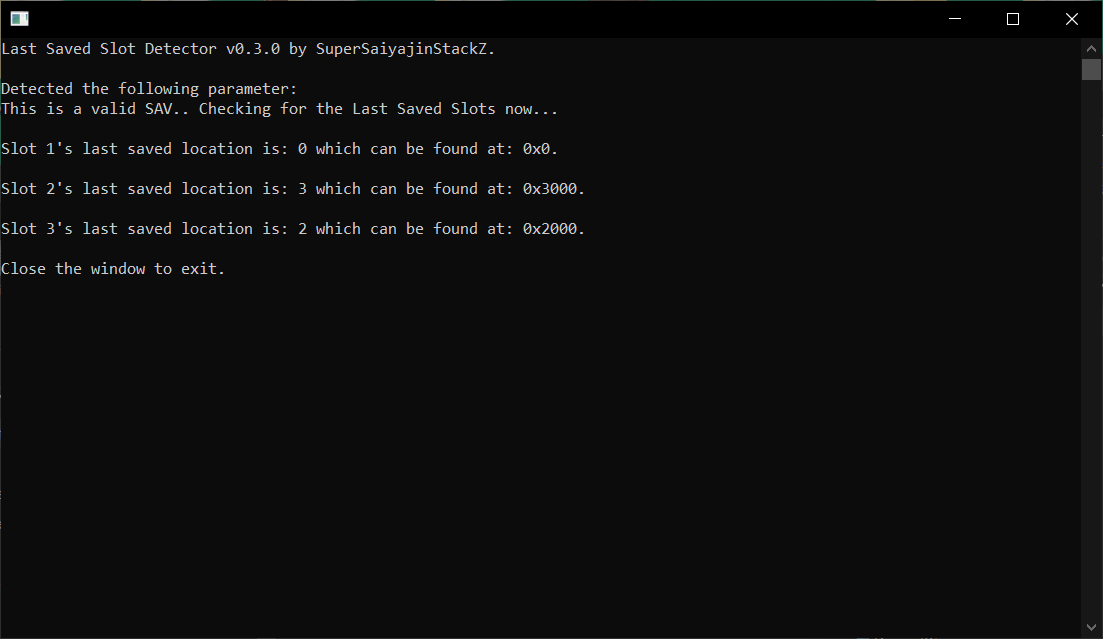 Last Saved Slot Detector v0.3.0 by SuperSaiyajinStackZ.
Detected the following parameter:
This is a valid SAV.. Checking for the Last Saved Slots now...
Slot 1's last saved location is: 0 which can be found at: 0x0.
Slot 2's last saved location is: 3 which can be found at: 0x3000.
Slot 3's last saved location is: 2 which can be found at: 0x2000.
Close the window to exit.